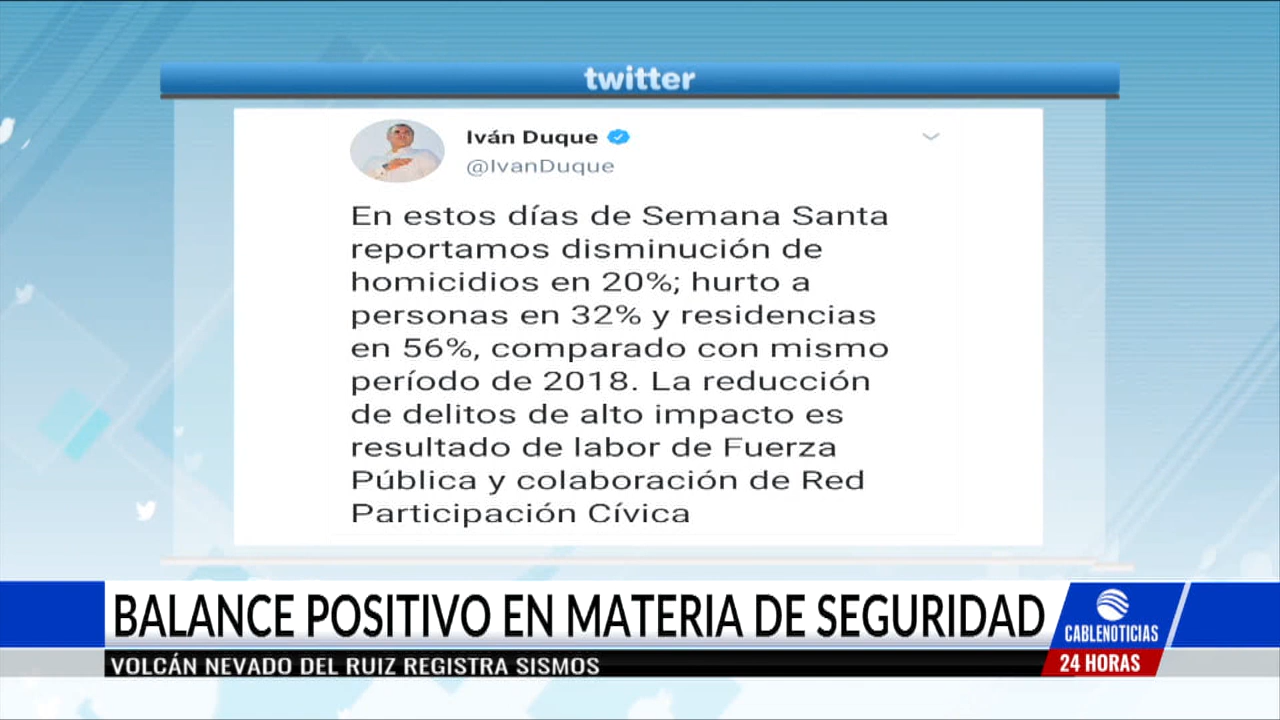 twitter
Iván Duque
@IvanDuque
En estos días de Semana Santa
reportamos disminución de
homicidios en 20%; hurto a
personas en 32% y residencias
en 56%, comparado con mismo
período de 2018. La reducción
de delitos de alto impacto es
resultado de labor de Fuerza
Pública y colaboración de Red
Participación Cívica
BALANCE POSITIVO EN MATERIA DE SEGURIDAD
CABLENOTICIAS
VOLCÁN NEVADO DEL RUIZ REGISTRA SISMOS
24 HORAS